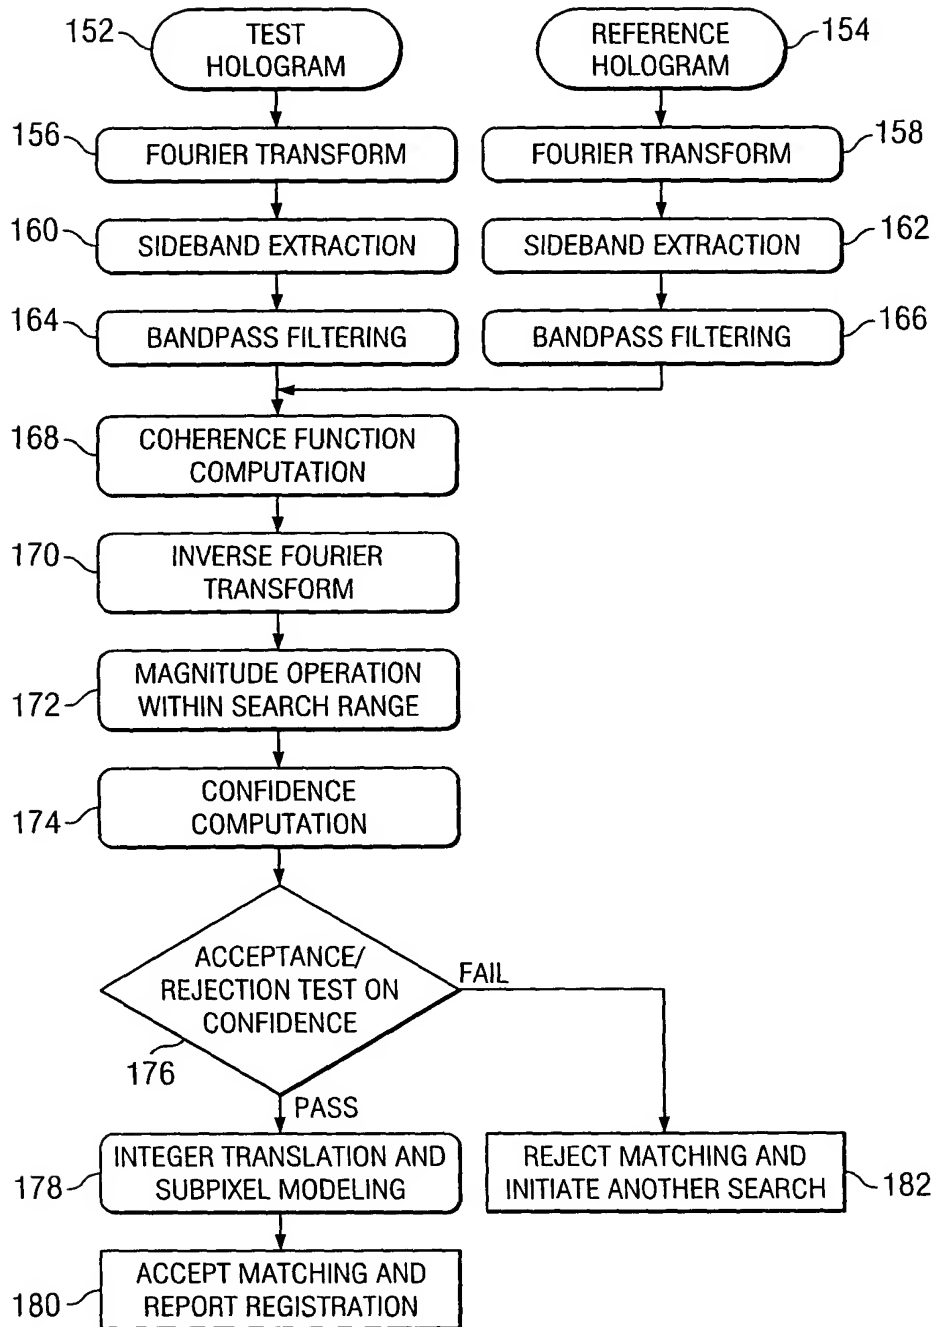 152
TEST
HOLOGRAM
REFERENCE
HOLOGRAM
154
156
FOURIER TRANSFORM
FOURIER TRANSFORM
158
160
SIDEBAND EXTRACTION
SIDEBAND EXTRACTION
162
164
BANDPASS FILTERING
BANDPASS FILTERING
166
168
COHERENCE FUNCTION
COMPUTATION
170
INVERSE FOURIER
TRANSFORM
172
MAGNITUDE OPERATION
WITHIN SEARCH RANGE
174
CONFIDENCE
COMPUTATION
ACCEPTANCE/
REJECTION TEST ON
CONFIDENCE
FAIL
176
PASS
178
INTEGER TRANSLATION AND
SUBPIXEL MODELING
REJECT MATCHING AND
INITIATE ANOTHER SEARCH
182
180
ACCEPT MATCHING AND
REPORT REGISTRATION